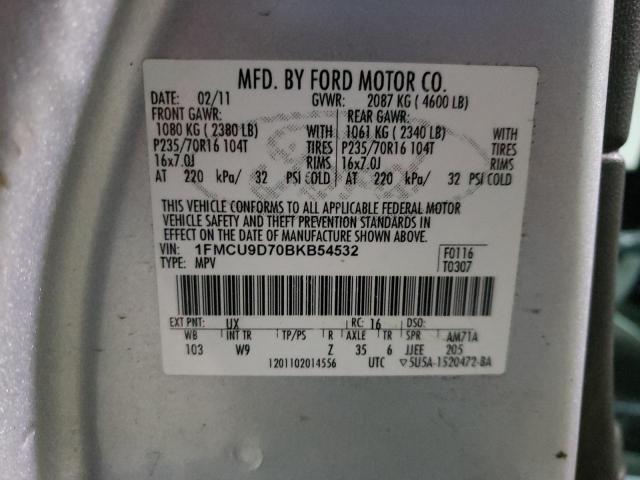 MFD. BY FORD MOTOR CO.
DATE: 02/11 GVWR: 2087 KG ( 4600 LB)
FRONT GAWR: REAR GAWR:
1080 KG ( 2380 LB) WITH 1061 KG ( 2340 LB) WITH
P235/70R16 104T TIRES P235/70R16 104T TIRES
16x7.0J RIMS 16x7.0J RIMS
AT 220 kPa/ 32 PSI COLD AT 220 kPa/ 32 PSI COLD
THIS VEHICLE CONFORMS TO ALL APPLICABLE FEDERAL MOTOR
VEHICLE SAFETY AND THEFT PREVENTION STANDARDS IN
EFFECT ON THE DATE OF MANUFACTURE SHOWN ABOVE.
VIN: 1FMCU9D70BKB54532 F0116
TYPE: MPV T0307
EXT PNT: UX RC: 16 DSO:
WB INT TR TP/PS R AXLE TR SPR AM71A
103 W9 Z 35 6 JJEE 205
1201102014556 UTC ▽5U5A-1520472-BA